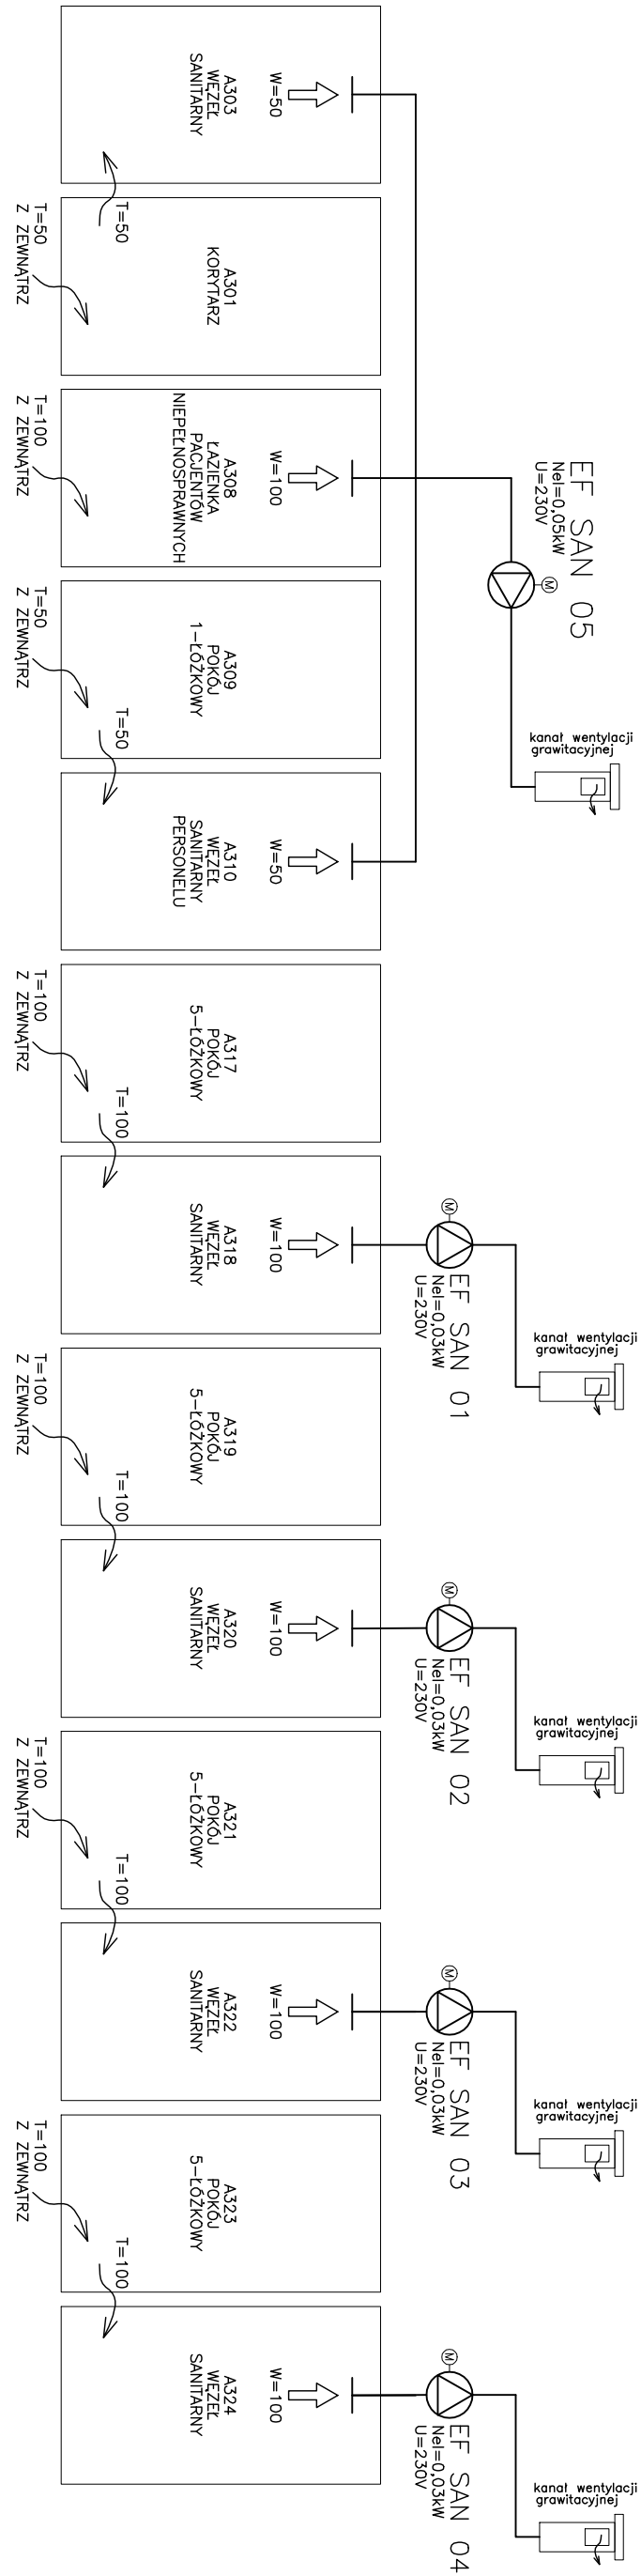 EF SAN 05
Nel=0,05kW
U=230V
kanał wentylacji
grawitacyjnej
W=50
A303
WĘZEŁ
SANITARNY
T=50
A301
KORYTARZ
T=50
Z ZEWNĄTRZ
W=100
A308
ŁAZIENKA
PACJENTÓW
NIEPEŁNOSPRAWNYCH
T=100
Z ZEWNĄTRZ
A309
POKÓJ
1-ŁÓŻKOWY
T=50
Z ZEWNĄTRZ
T=50
W=50
A310
WĘZEŁ
SANITARNY
PERSONELU
A317
POKÓJ
5-ŁÓŻKOWY
T=100
Z ZEWNĄTRZ
T=100
M
M
EF SAN 01
Nel=0,03kW
U=230V
kanał wentylacji
grawitacyjnej
W=100
A318
WĘZEŁ
SANITARNY
A319
POKÓJ
5-ŁÓŻKOWY
T=100
Z ZEWNĄTRZ
T=100
M
EF SAN 02
Nel=0,03kW
U=230V
kanał wentylacji
grawitacyjnej
W=100
A320
WĘZEŁ
SANITARNY
A321
POKÓJ
5-ŁÓŻKOWY
T=100
Z ZEWNĄTRZ
T=100
M
EF SAN 03
Nel=0,03kW
U=230V
kanał wentylacji
grawitacyjnej
W=100
A322
WĘZEŁ
SANITARNY
A323
POKÓJ
5-ŁÓŻKOWY
T=100
Z ZEWNĄTRZ
T=100
M
EF SAN 04
Nel=0,03kW
U=230V
kanał wentylacji
grawitacyjnej
W=100
A324
WĘZEŁ
SANITARNY